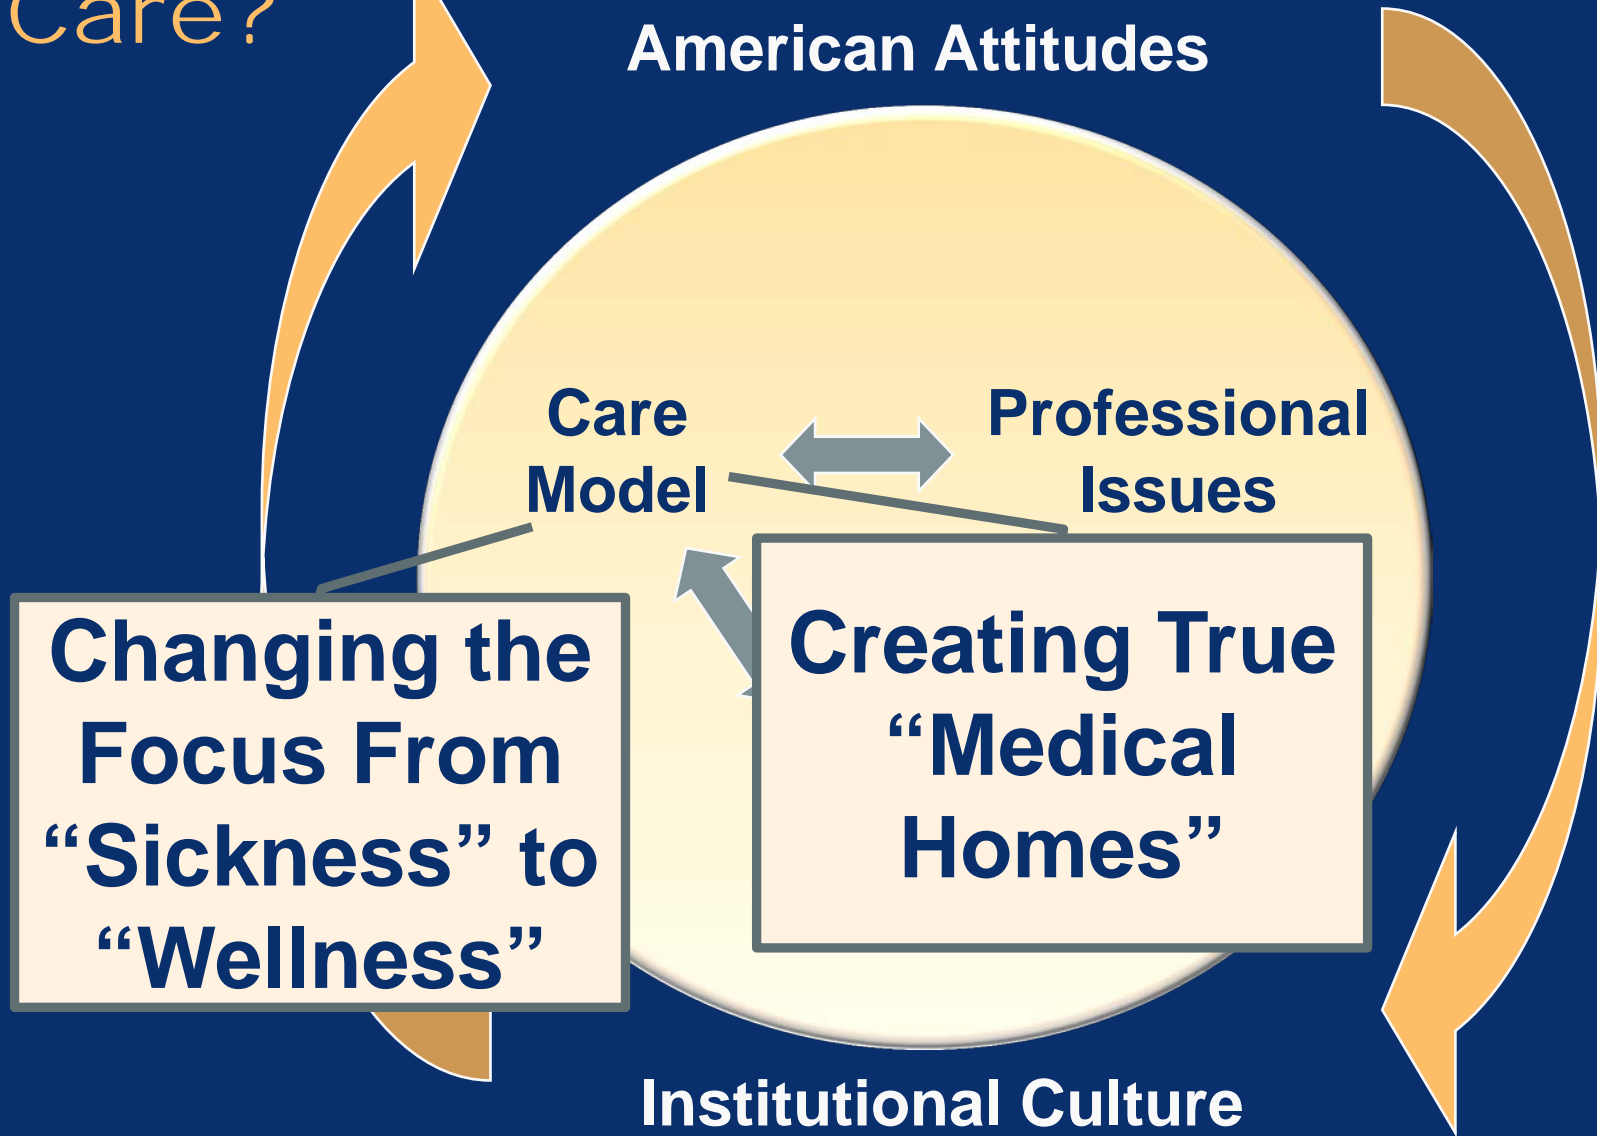 Care?
American Attitudes
Care
Model
Professional
Issues
Changing the
Focus From
“Sickness” to
“Wellness”
Creating True
“Medical
Homes”
Institutional Culture